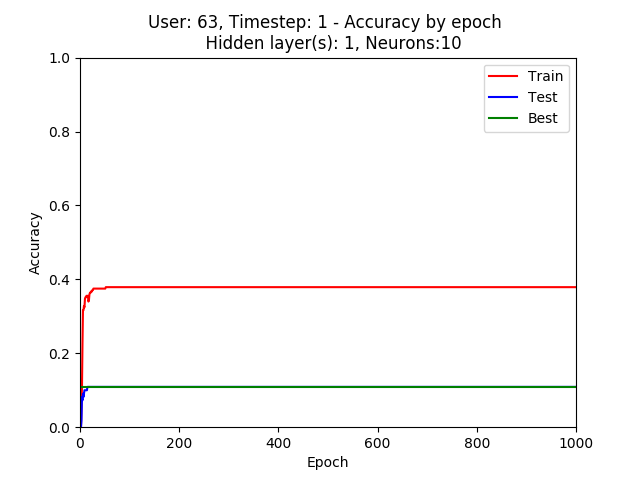 User: 63, Timestep: 1 - Accuracy by epoch
Hidden layer(s): 1, Neurons:10
1.0
0.8
0.6
0.4
0.2
0.0
Accuracy
Train
Test
Best
0
200
400
600
800
1000
Epoch